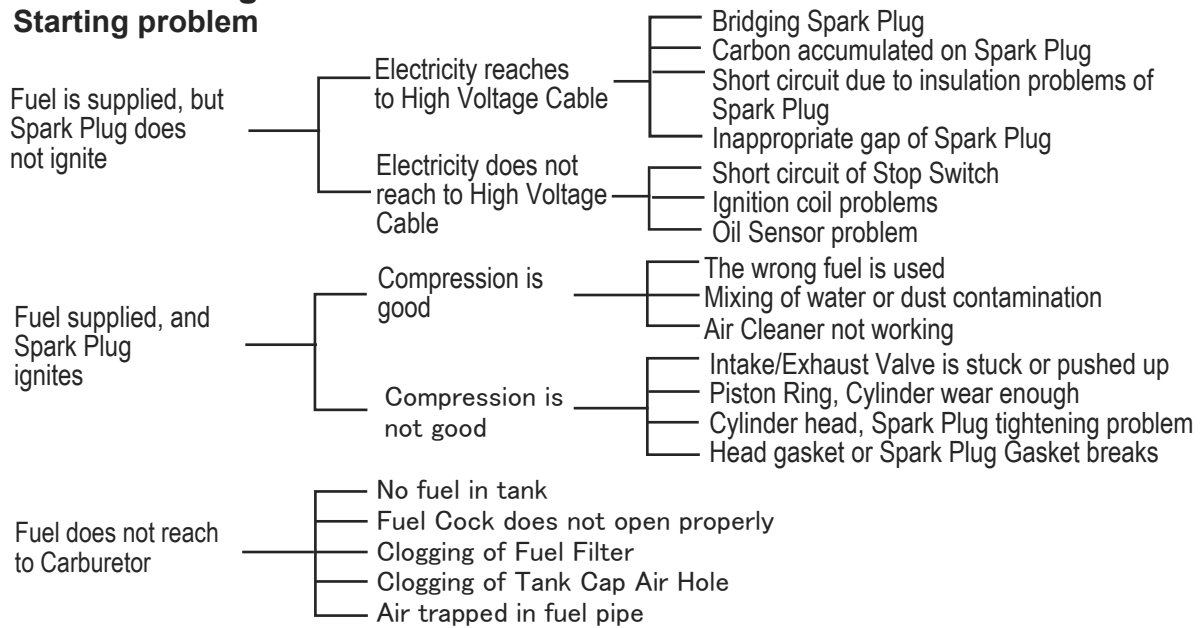 Starting problem
Fuel is supplied, but
Spark Plug does
not ignite
Electricity reaches
to High Voltage Cable
Bridging Spark Plug
Carbon accumulated on Spark Plug
Short circuit due to insulation problems of
Spark Plug
Inappropriate gap of Spark Plug
Electricity does not
reach to High Voltage
Cable
Short circuit of Stop Switch
Ignition coil problems
Oil Sensor problem
Fuel supplied, and
Spark Plug
ignites
Compression is
good
The wrong fuel is used
Mixing of water or dust contamination
Air Cleaner not working
Compression is
not good
Intake/Exhaust Valve is stuck or pushed up
Piston Ring, Cylinder wear enough
Cylinder head, Spark Plug tightening problem
Head gasket or Spark Plug Gasket breaks
Fuel does not reach
to Carburetor
No fuel in tank
Fuel Cock does not open properly
Clogging of Fuel Filter
Clogging of Tank Cap Air Hole
Air trapped in fuel pipe